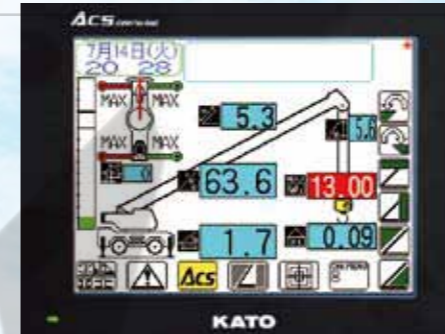 ACS
7月14日(火)
20 28
MAX MAX
5.3
5.6
MAX MAX
63.6
13.00
0
1.7
0.09
Acs
KATO